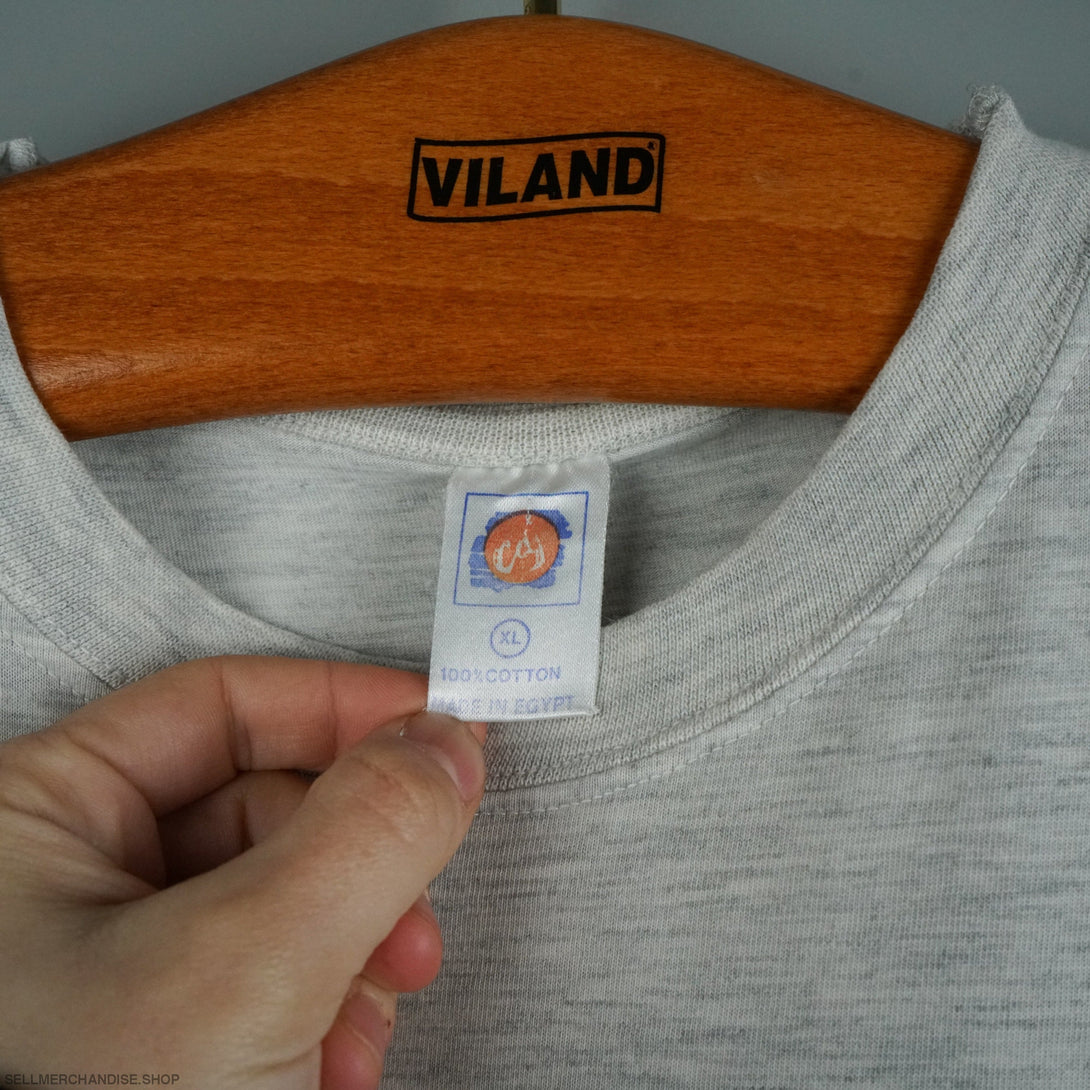 VILAND®
XL
100%COTTON
MADE IN EGYPT
SELLMERCHANDISE.SHOP